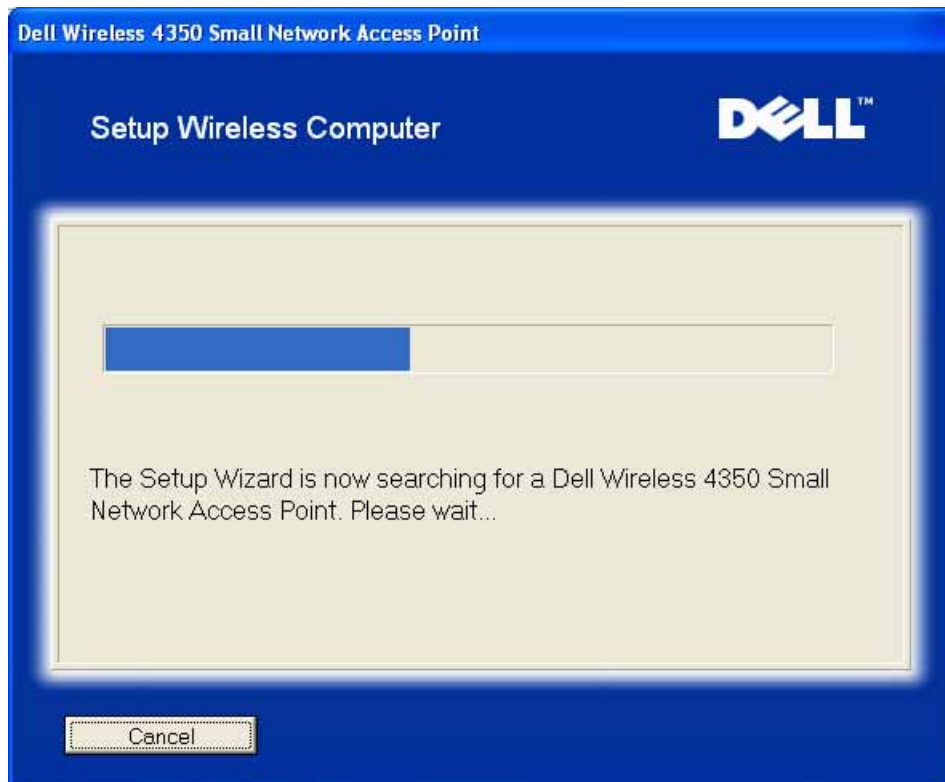 Dell Wireless 4350 Small Network Access Point
Setup Wireless Computer
DELL™
The Setup Wizard is now searching for a Dell Wireless 4350 Small
Network Access Point. Please wait...
Cancel